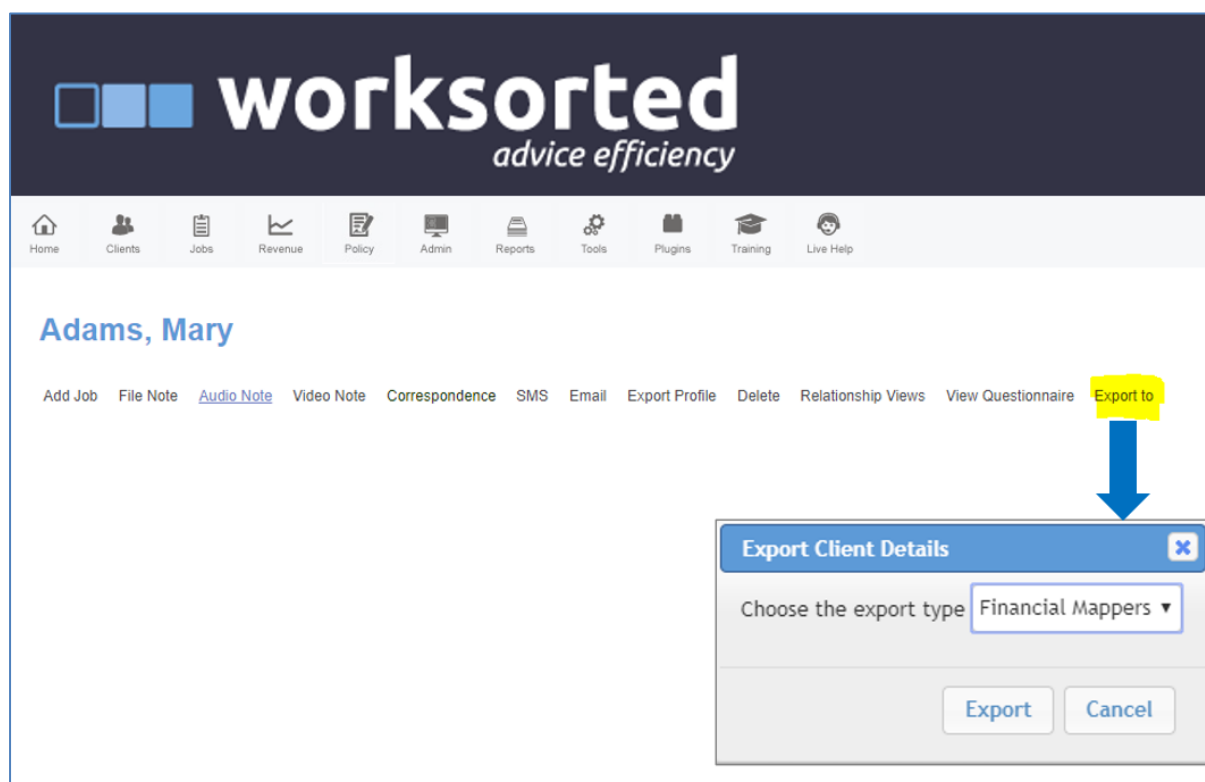 worksorted
advice efficiency
Home Clients Jobs Revenue Policy Admin Reports Tools Plugins Training Live Help
Adams, Mary
Add Job File Note Audio Note Video Note Correspondence SMS Email Export Profile Delete Relationship Views View Questionnaire Export to
Export Client Details
Choose the export type Financial Mappers
Export Cancel